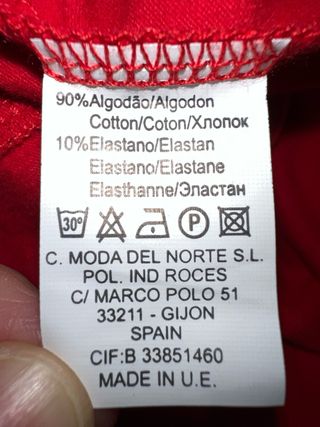 90%Algodão/Algodon
Cotton/Coton/Хлопок
10%Elastano/Elastan
Elastano/Elastane
Elasthanne/Эластан
30°
P
C. MODA DEL NORTE S.L.
POL. IND ROCES
C/ MARCO POLO 51
33211 - GIJON
SPAIN
CIF:B 33851460
MADE IN U.E.